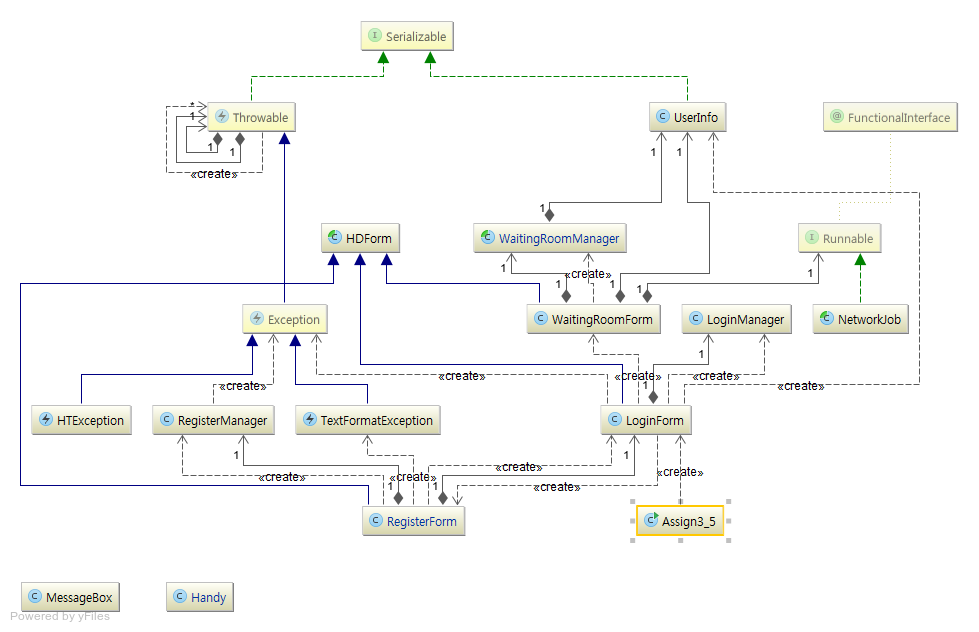 I Serializable
*
1
Throwable
C UserInfo
@ FunctionalInterface
1
1
1
1
«create»
1
C HDForm
C WaitingRoomManager
I Runnable
1
«create»
1
1
1
1
Exception
C WaitingRoomForm
C LoginManager
C NetworkJob
1
«create»
«create»
«create»
«create»
1
«create»
HTException
C RegisterManager
TextFormatException
C LoginForm
1
1
«create»
«create»
«create»
«create»
1
1
«create»
C RegisterForm
C Assign3_5
C MessageBox
C Handy
Powered by yFiles